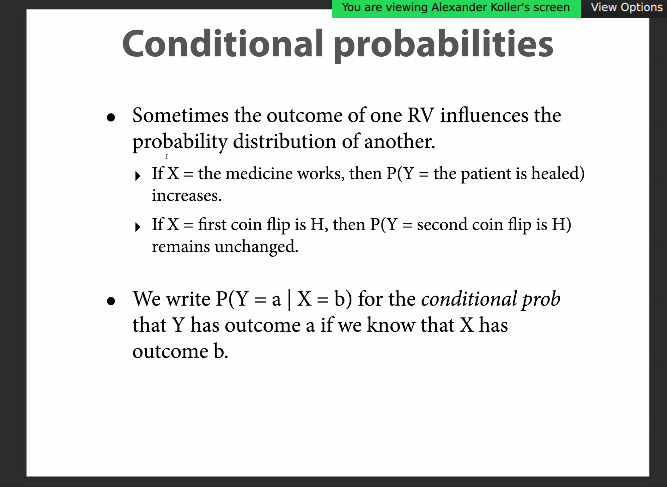 You are viewing Alexander Koller's screen View Options
Conditional probabilities
● Sometimes the outcome of one RV influences the
probability distribution of another.
‣ If X = the medicine works, then P(Y = the patient is healed)
increases.
‣ If X = first coin flip is H, then P(Y = second coin flip is H)
remains unchanged.
● We write P(Y = a | X = b) for the conditional prob
that Y has outcome a if we know that X has
outcome b.